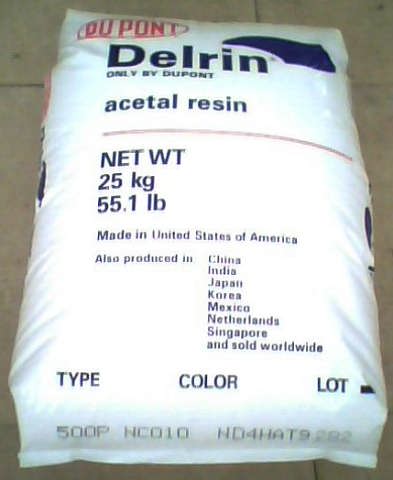 DU PONT
Delrin®
ONLY BY DUPONT
acetal resin
NET WT
25 kg
55.1 lb
Made in United States of America
Also produced in China
India
Japan
Korea
Mexico
Netherlands
Singapore
and sold worldwide
TYPE COLOR LOT
500P NC010 ND4HAT9282